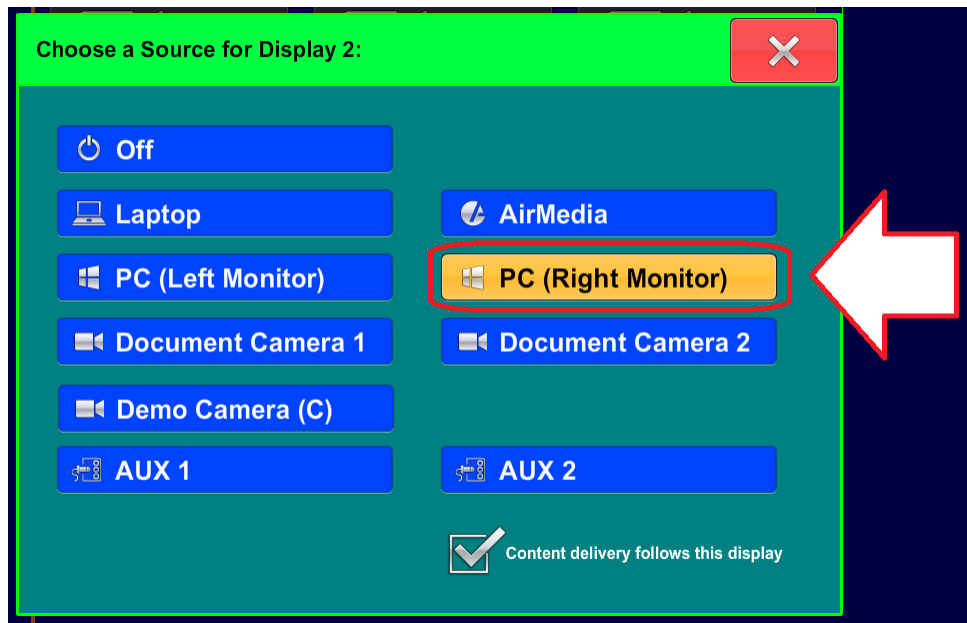 Choose a Source for Display 2:
Off
Laptop
AirMedia
PC (Left Monitor)
PC (Right Monitor)
Document Camera 1
Document Camera 2
Demo Camera (C)
AUX 1
AUX 2
Content delivery follows this display